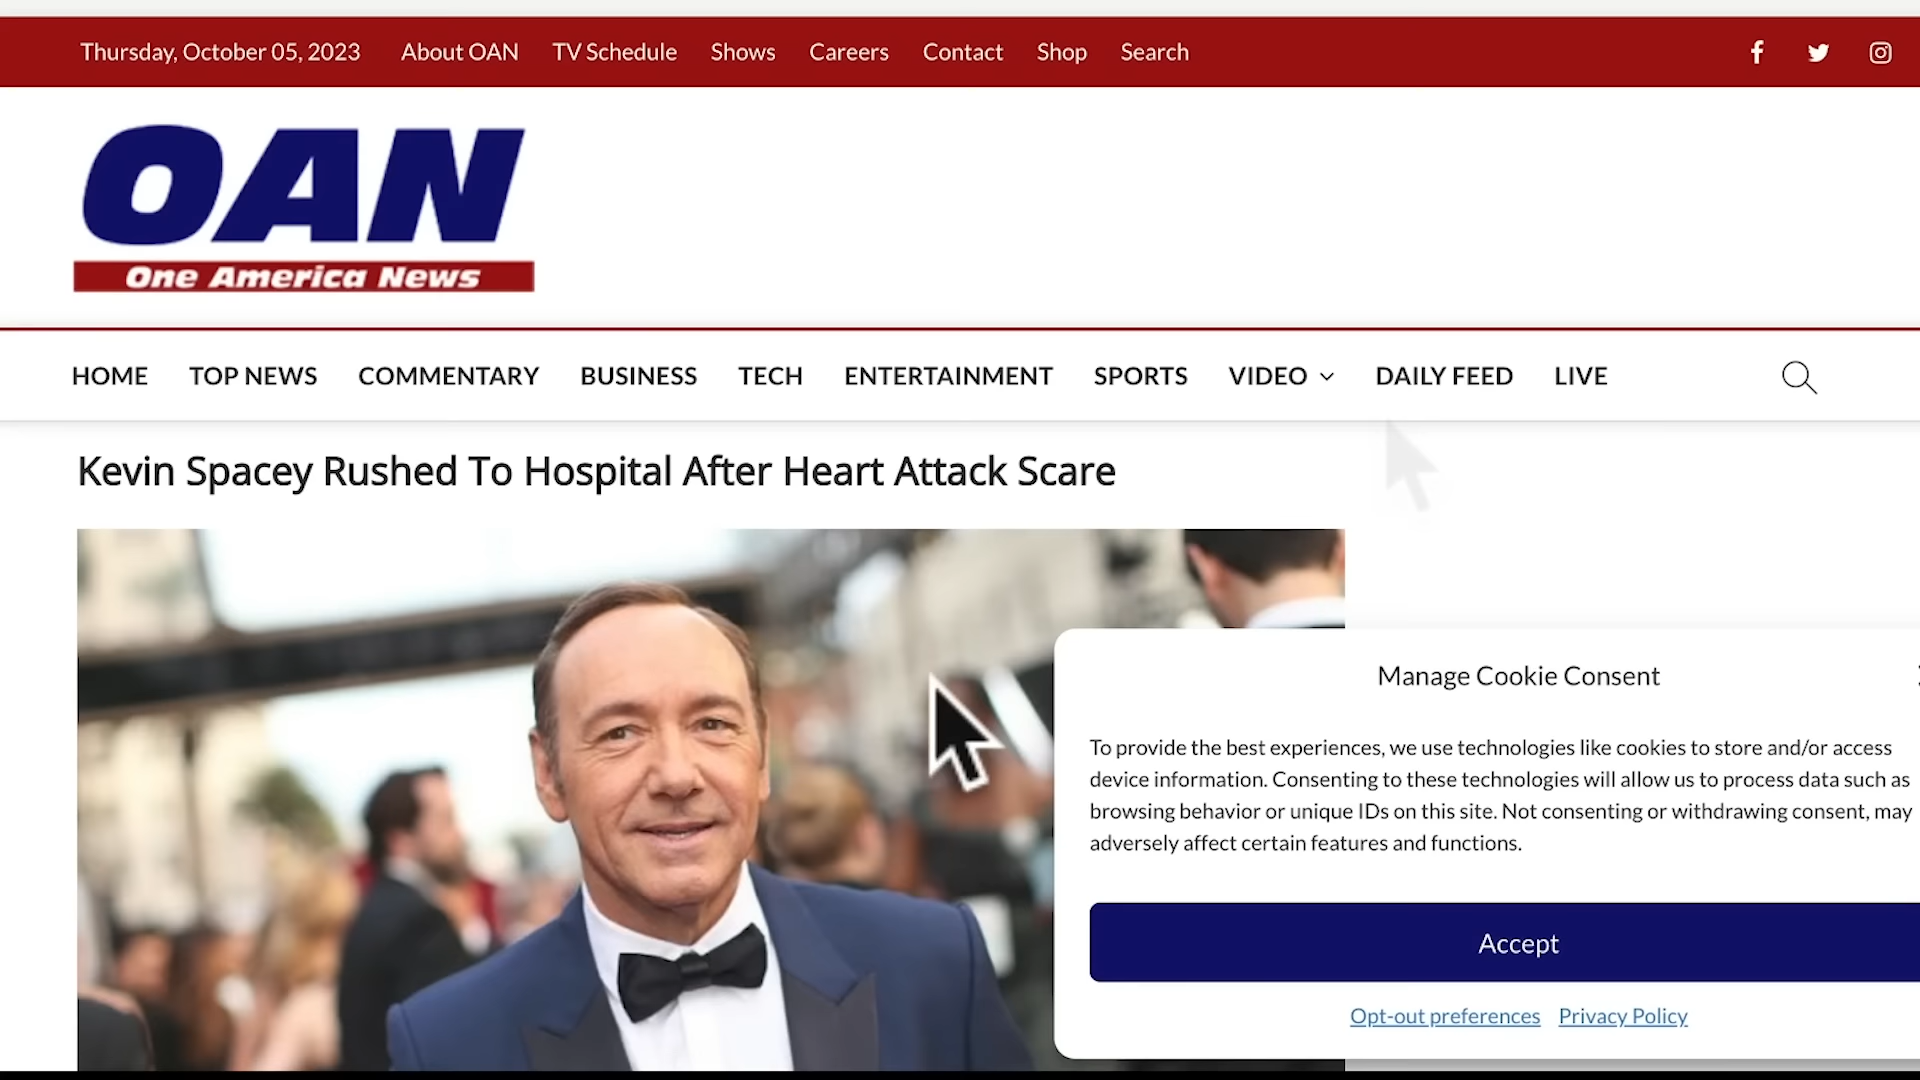 Thursday, October 05, 2023 About OAN TV Schedule Shows Careers Contact Shop Search
OAN
One America News
HOME TOP NEWS COMMENTARY BUSINESS TECH ENTERTAINMENT SPORTS VIDEO DAILY FEED LIVE
Kevin Spacey Rushed To Hospital After Heart Attack Scare
Manage Cookie Consent
To provide the best experiences, we use technologies like cookies to store and/or access
device information. Consenting to these technologies will allow us to process data such as
browsing behavior or unique IDs on this site. Not consenting or withdrawing consent, may
adversely affect certain features and functions.
Accept
Opt-out preferences Privacy Policy